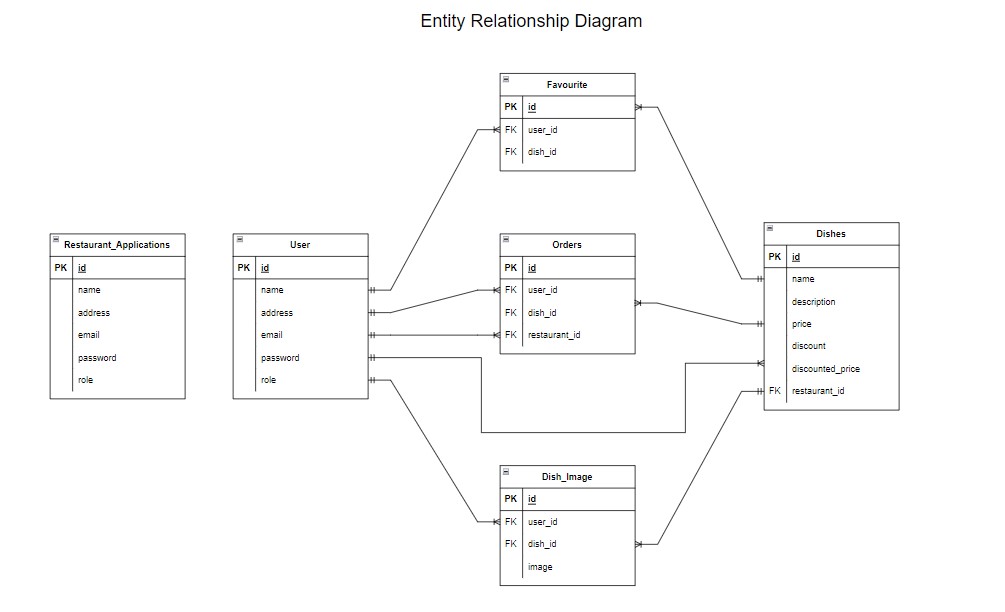 Entity Relationship Diagram
Favourite
PK id
FK user_id
FK dish_id
Restaurant_Applications
PK id
name
address
email
password
role
User
PK id
name
address
email
password
role
Orders
PK id
FK user_id
FK dish_id
FK restaurant_id
Dishes
PK id
name
description
price
discount
discounted_price
FK restaurant_id
Dish_Image
PK id
FK user_id
FK dish_id
image